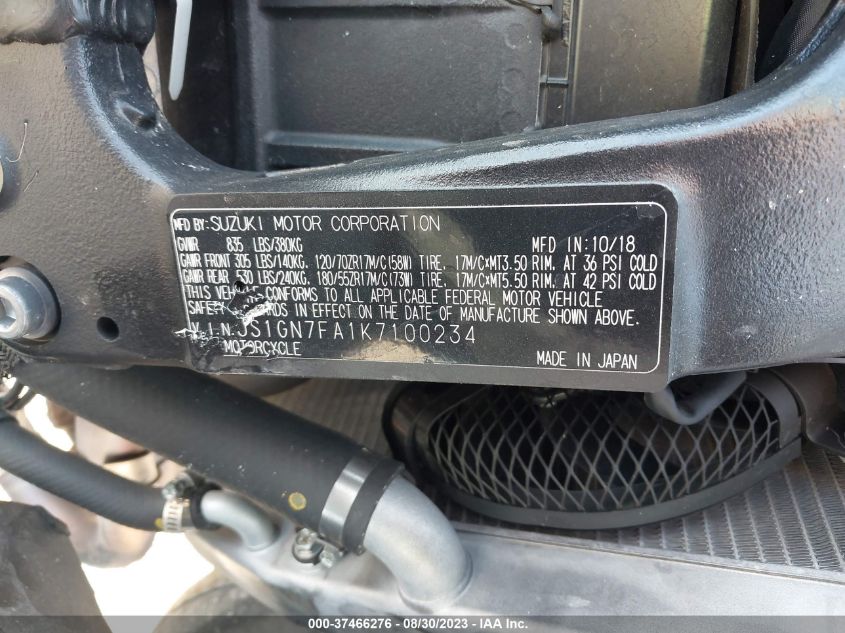 MFD BY:SUZUKI MOTOR CORPORATION
GVWR 835 LBS/380KG MFD IN:10/18
GAWR FRONT 305 LBS/140KG. 120/70ZR17M/C(58W) TIRE, 17M/C×MT3.50 RIM. AT 36 PSI COLD
GAWR REAR 530 LBS/240KG. 180/55ZR17M/C(73W) TIRE, 17M/C×MT5.50 RIM. AT 42 PSI COLD
THIS VEHICLE CONFORMS TO ALL APPLICABLE FEDERAL MOTOR VEHICLE
SAFETY IN EFFECT ON THE DATE OF MANUFACTURE SHOWN ABOVE.
V.I.N.JS1GN7FA1K7100234
MOTORCYCLE MADE IN JAPAN
000-37466276 - 08/30/2023 - IAA Inc.